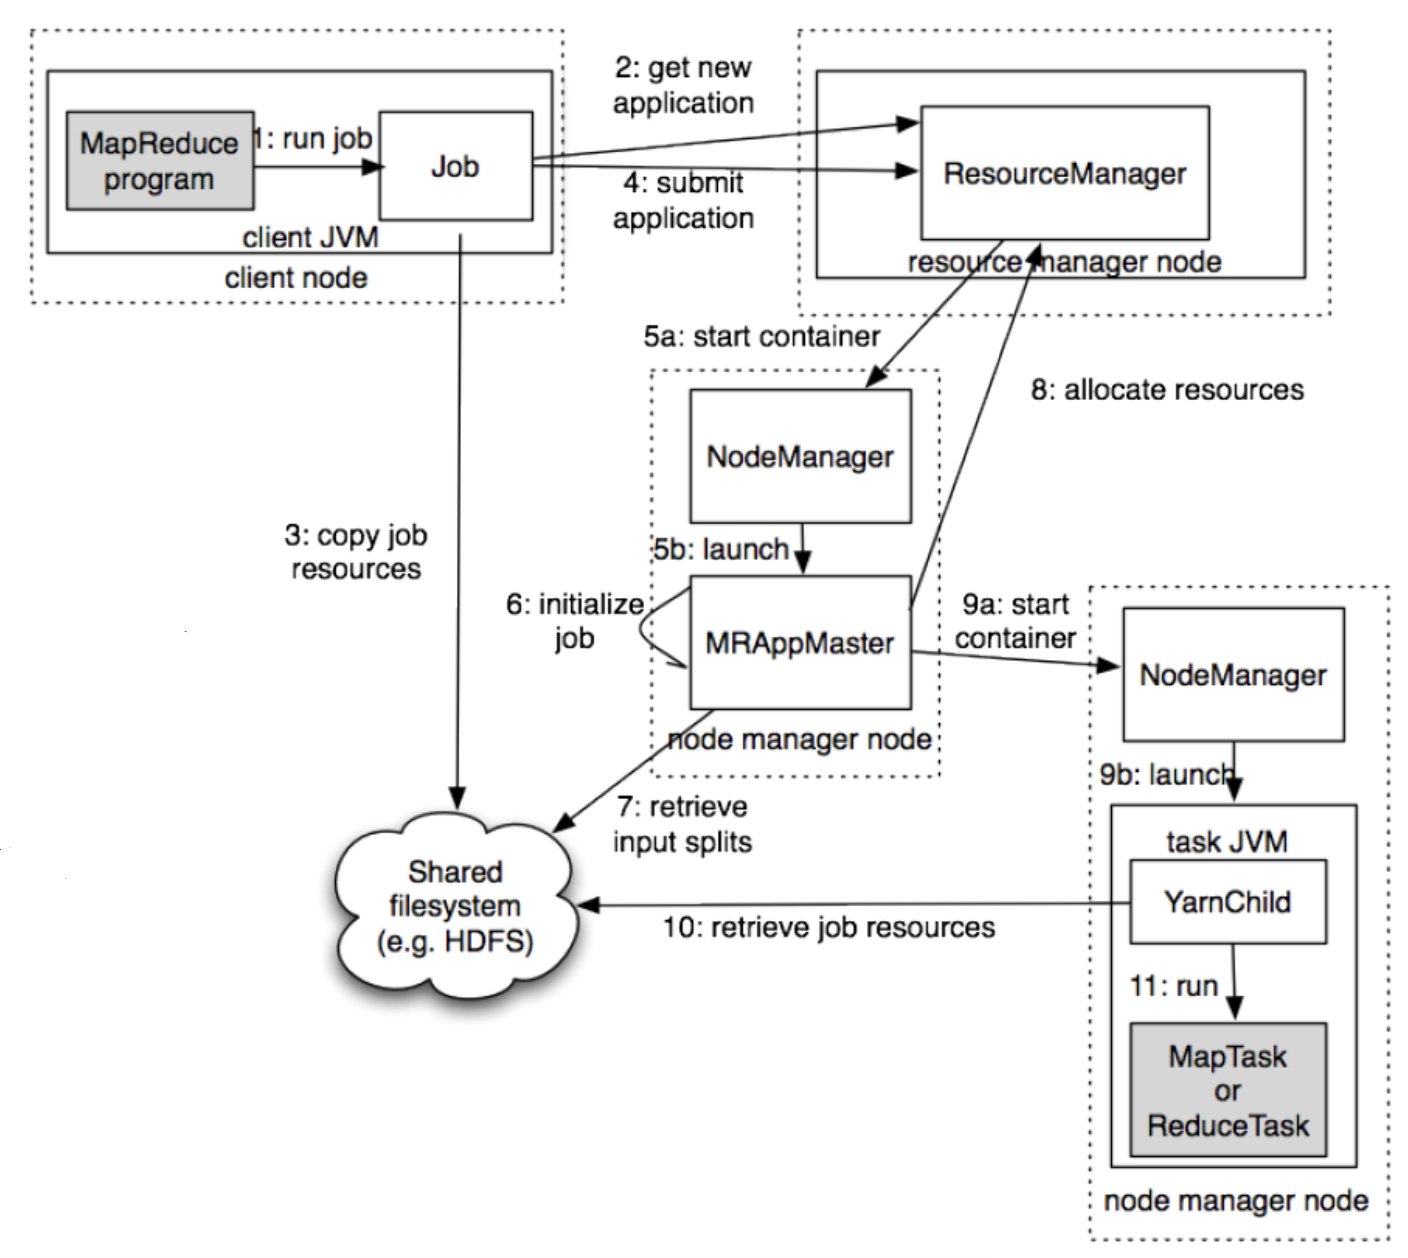 MapReduce
program
1: run job
Job
client JVM
client node
2: get new
application
4: submit
application
ResourceManager
resource manager node
5a: start container
8: allocate resources
NodeManager
5b: launch
3: copy job
resources
6: initialize
job
MRAppMaster
node manager node
9a: start
container
NodeManager
9b: launch
7: retrieve
input splits
Shared
filesystem
(e.g. HDFS)
task JVM
YarnChild
10: retrieve job resources
11: run
MapTask
or
ReduceTask
node manager node